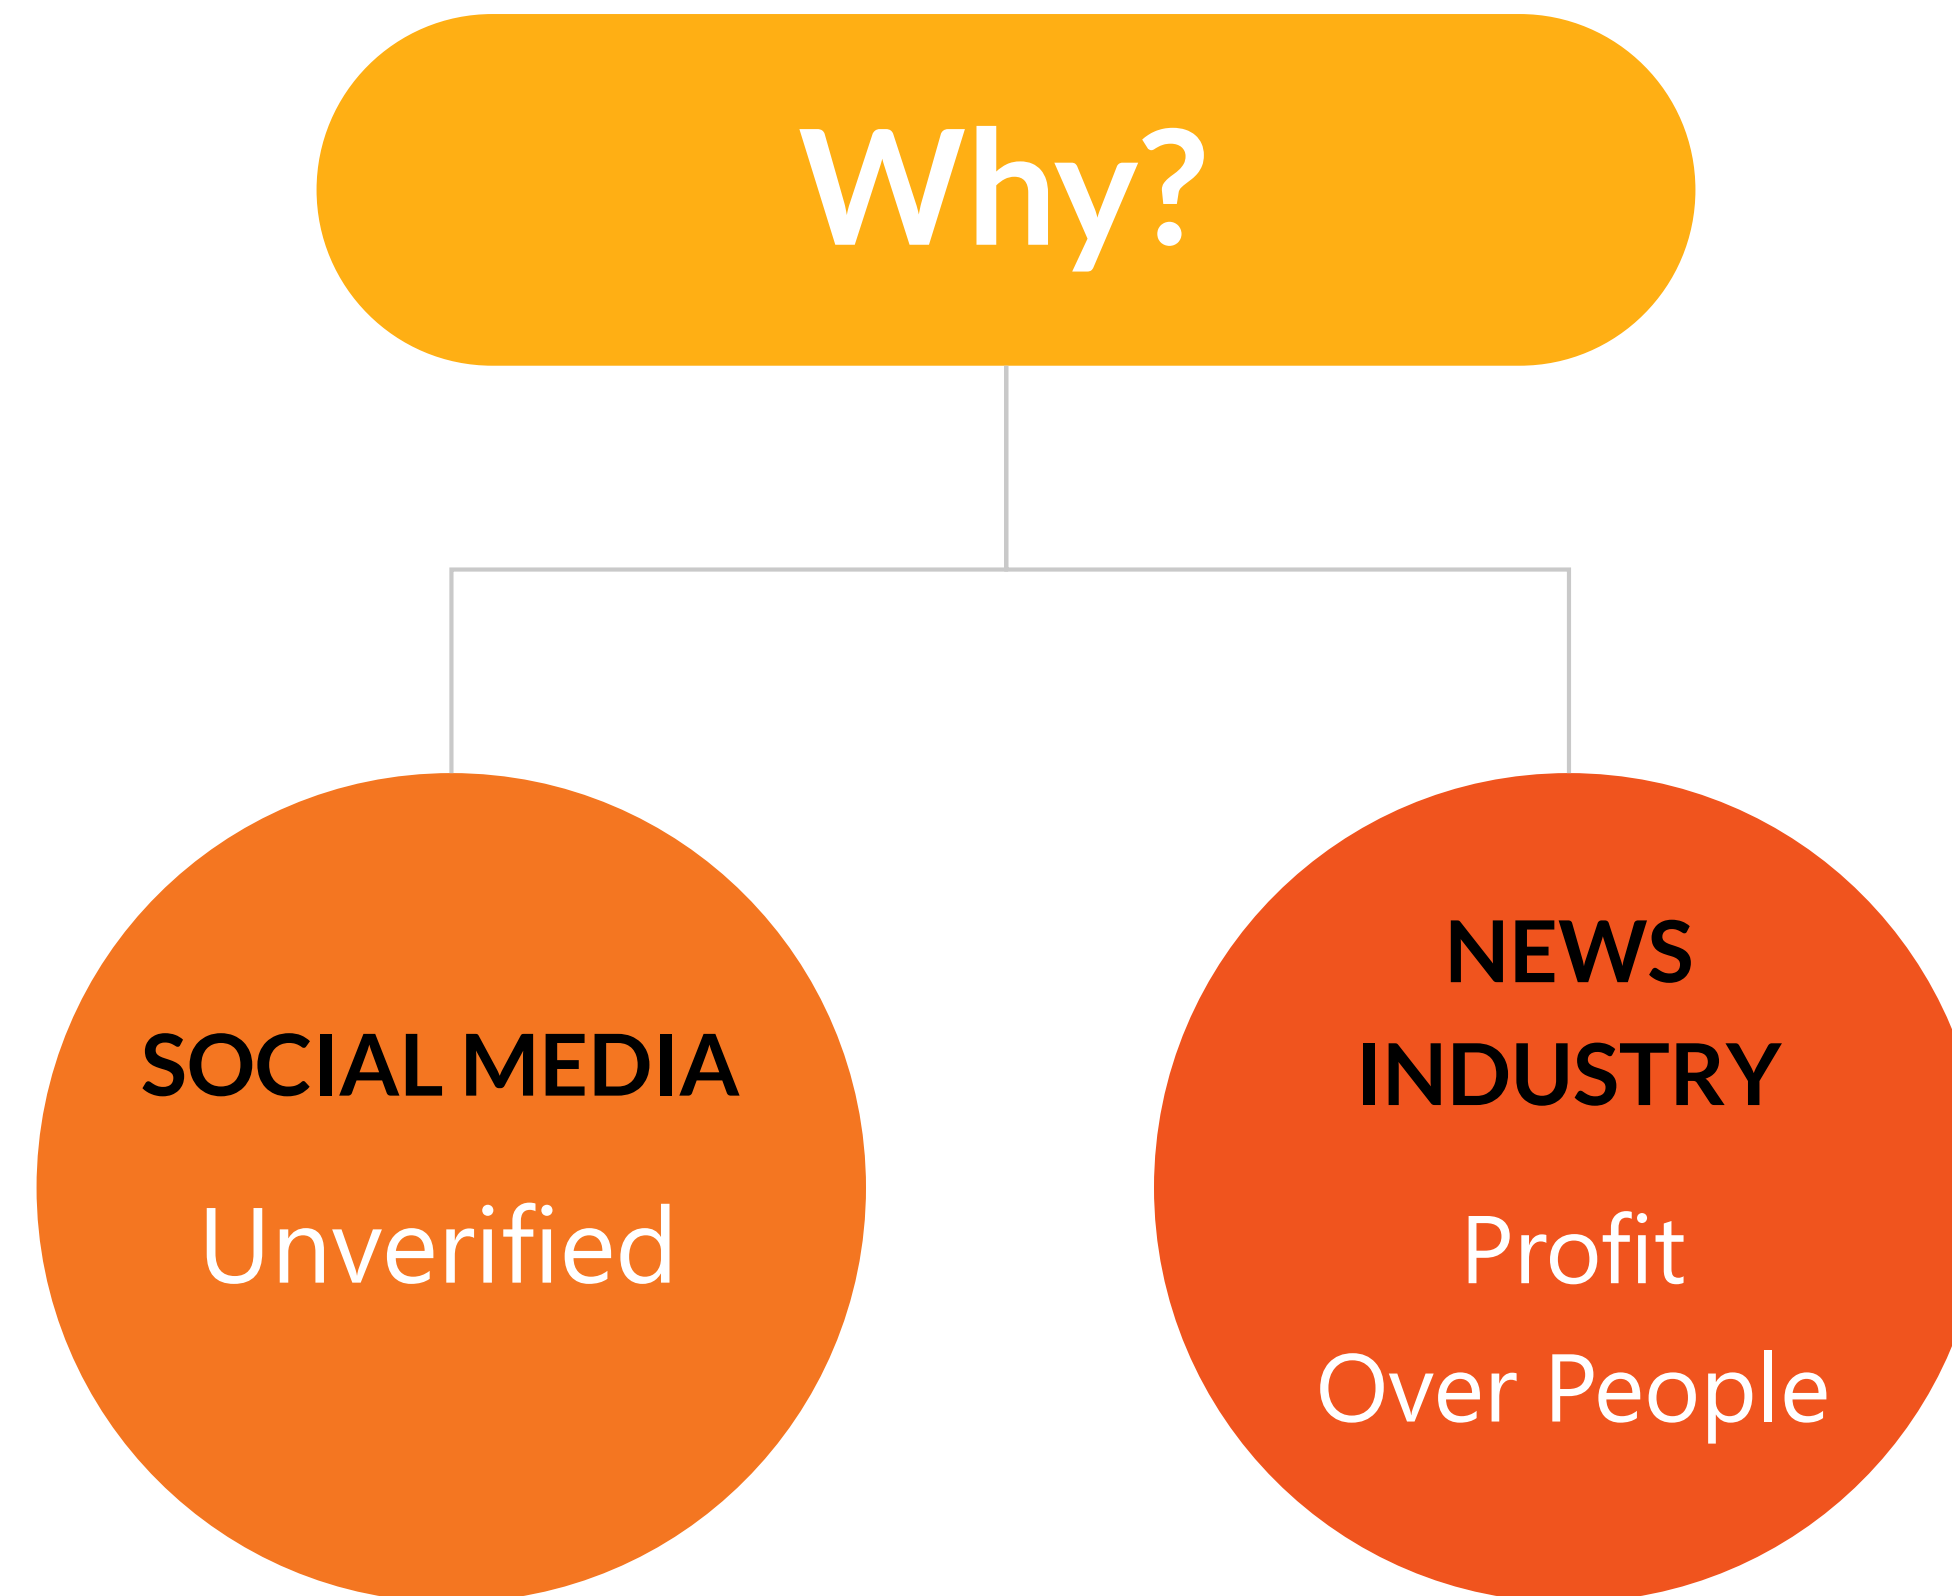 Why?
SOCIAL MEDIA
Unverified
NEWS
INDUSTRY
Profit
Over People